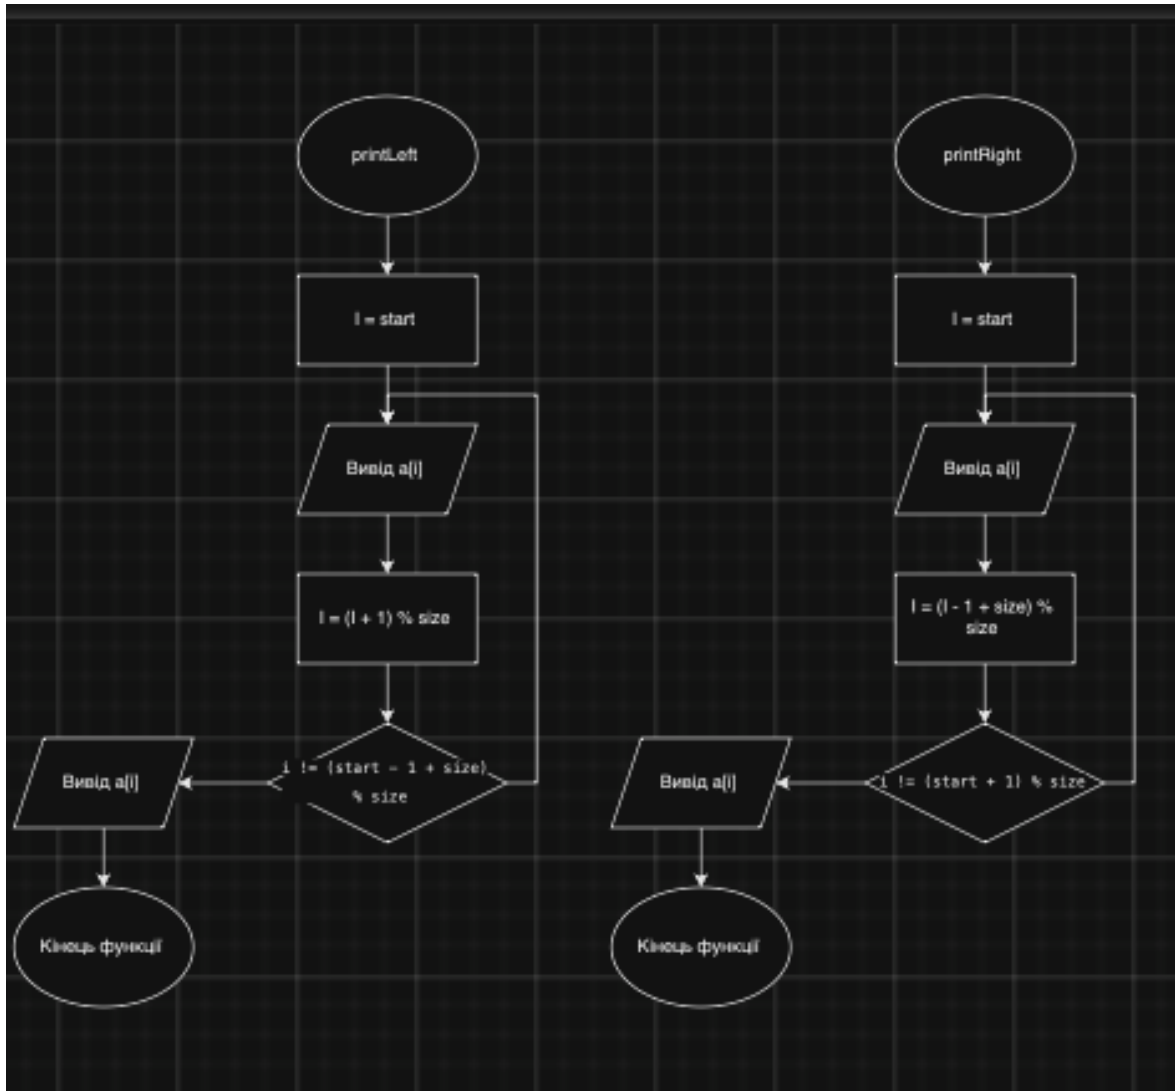 printLeft
I = start
Вивід a[i]
I = (I + 1) % size
i != (start - 1 + size)
% size
Вивід a[i]
Кінець функції
printRight
I = start
Вивід a[i]
I = (I - 1 + size) %
size
i != (start + 1) % size
Вивід a[i]
Кінець функції